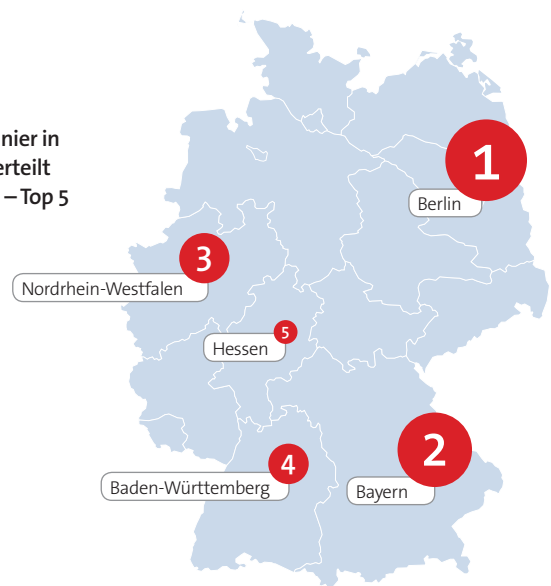 nier in
erteilt
– Top 5
1
Berlin
3
Nordrhein-Westfalen
5
Hessen
2
4
Baden-Württemberg
Bayern